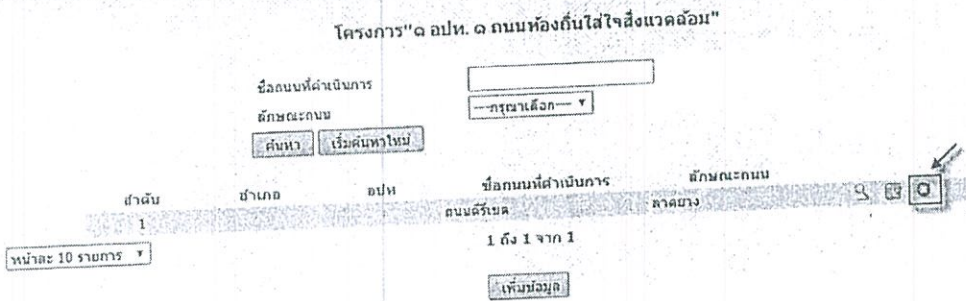 โครงการ"๑ อปท. ๑ ถนนท้องถิ่นใส่ใจสิ่งแวดล้อม"
ชื่อถนนที่ดำเนินการ
ลักษณะถนน ---กรุณาเลือก---
ค้นหา เริ่มค้นหาใหม่
ลำดับ อำเภอ อปท ชื่อถนนที่ดำเนินการ ลักษณะถนน
1 ถนนคีรีเขต ลาดยาง
1 ถึง 1 จาก 1
หน้าละ 10 รายการ
เพิ่มข้อมูล